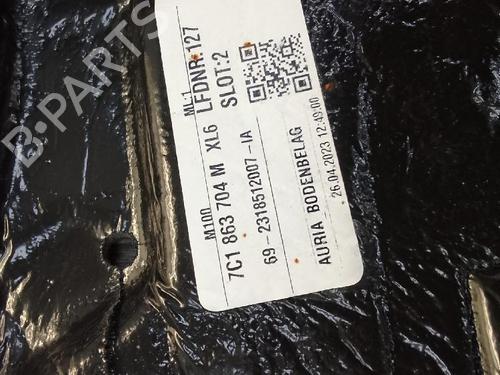 M100
ML:1
7C1 863 704 M XL6 LFDNR:127
SLOT:2
69-2318512007-IA
AURIA BODENBELAG
26.04.2023 12:49:00
B-PARTS